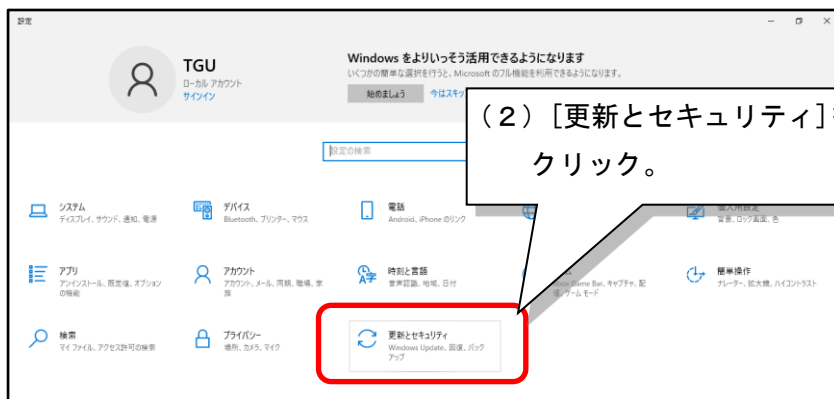 設定
TGU
ローカル アカウント
サインイン
Windows をよりいっそう活用できるようになります
いくつかの簡単な選択を行うと、Microsoft のフル機能を利用できるようになります。
始めましょう 今はスキッ
(2) [更新とセキュリティ]
クリック。
設定の検索
システム
ディスプレイ、サウンド、通知、電源
デバイス
Bluetooth、プリンター、マウス
電話
Android、iPhone のリンク
個人用設定
背景、ロック画面、色
アプリ
アンインストール、既定値、オプション
の機能
アカウント
アカウント、メール、同期、職場、家
族
時刻と言語
音声認識、地域、日付
Game Bar、キャプチャ、配
信、ゲーム モード
簡単操作
ナレーター、拡大鏡、ハイコントラスト
検索
マイ ファイル、アクセス許可の検索
プライバシー
場所、カメラ、マイク
更新とセキュリティ
Windows Update、回復、バック
アップ